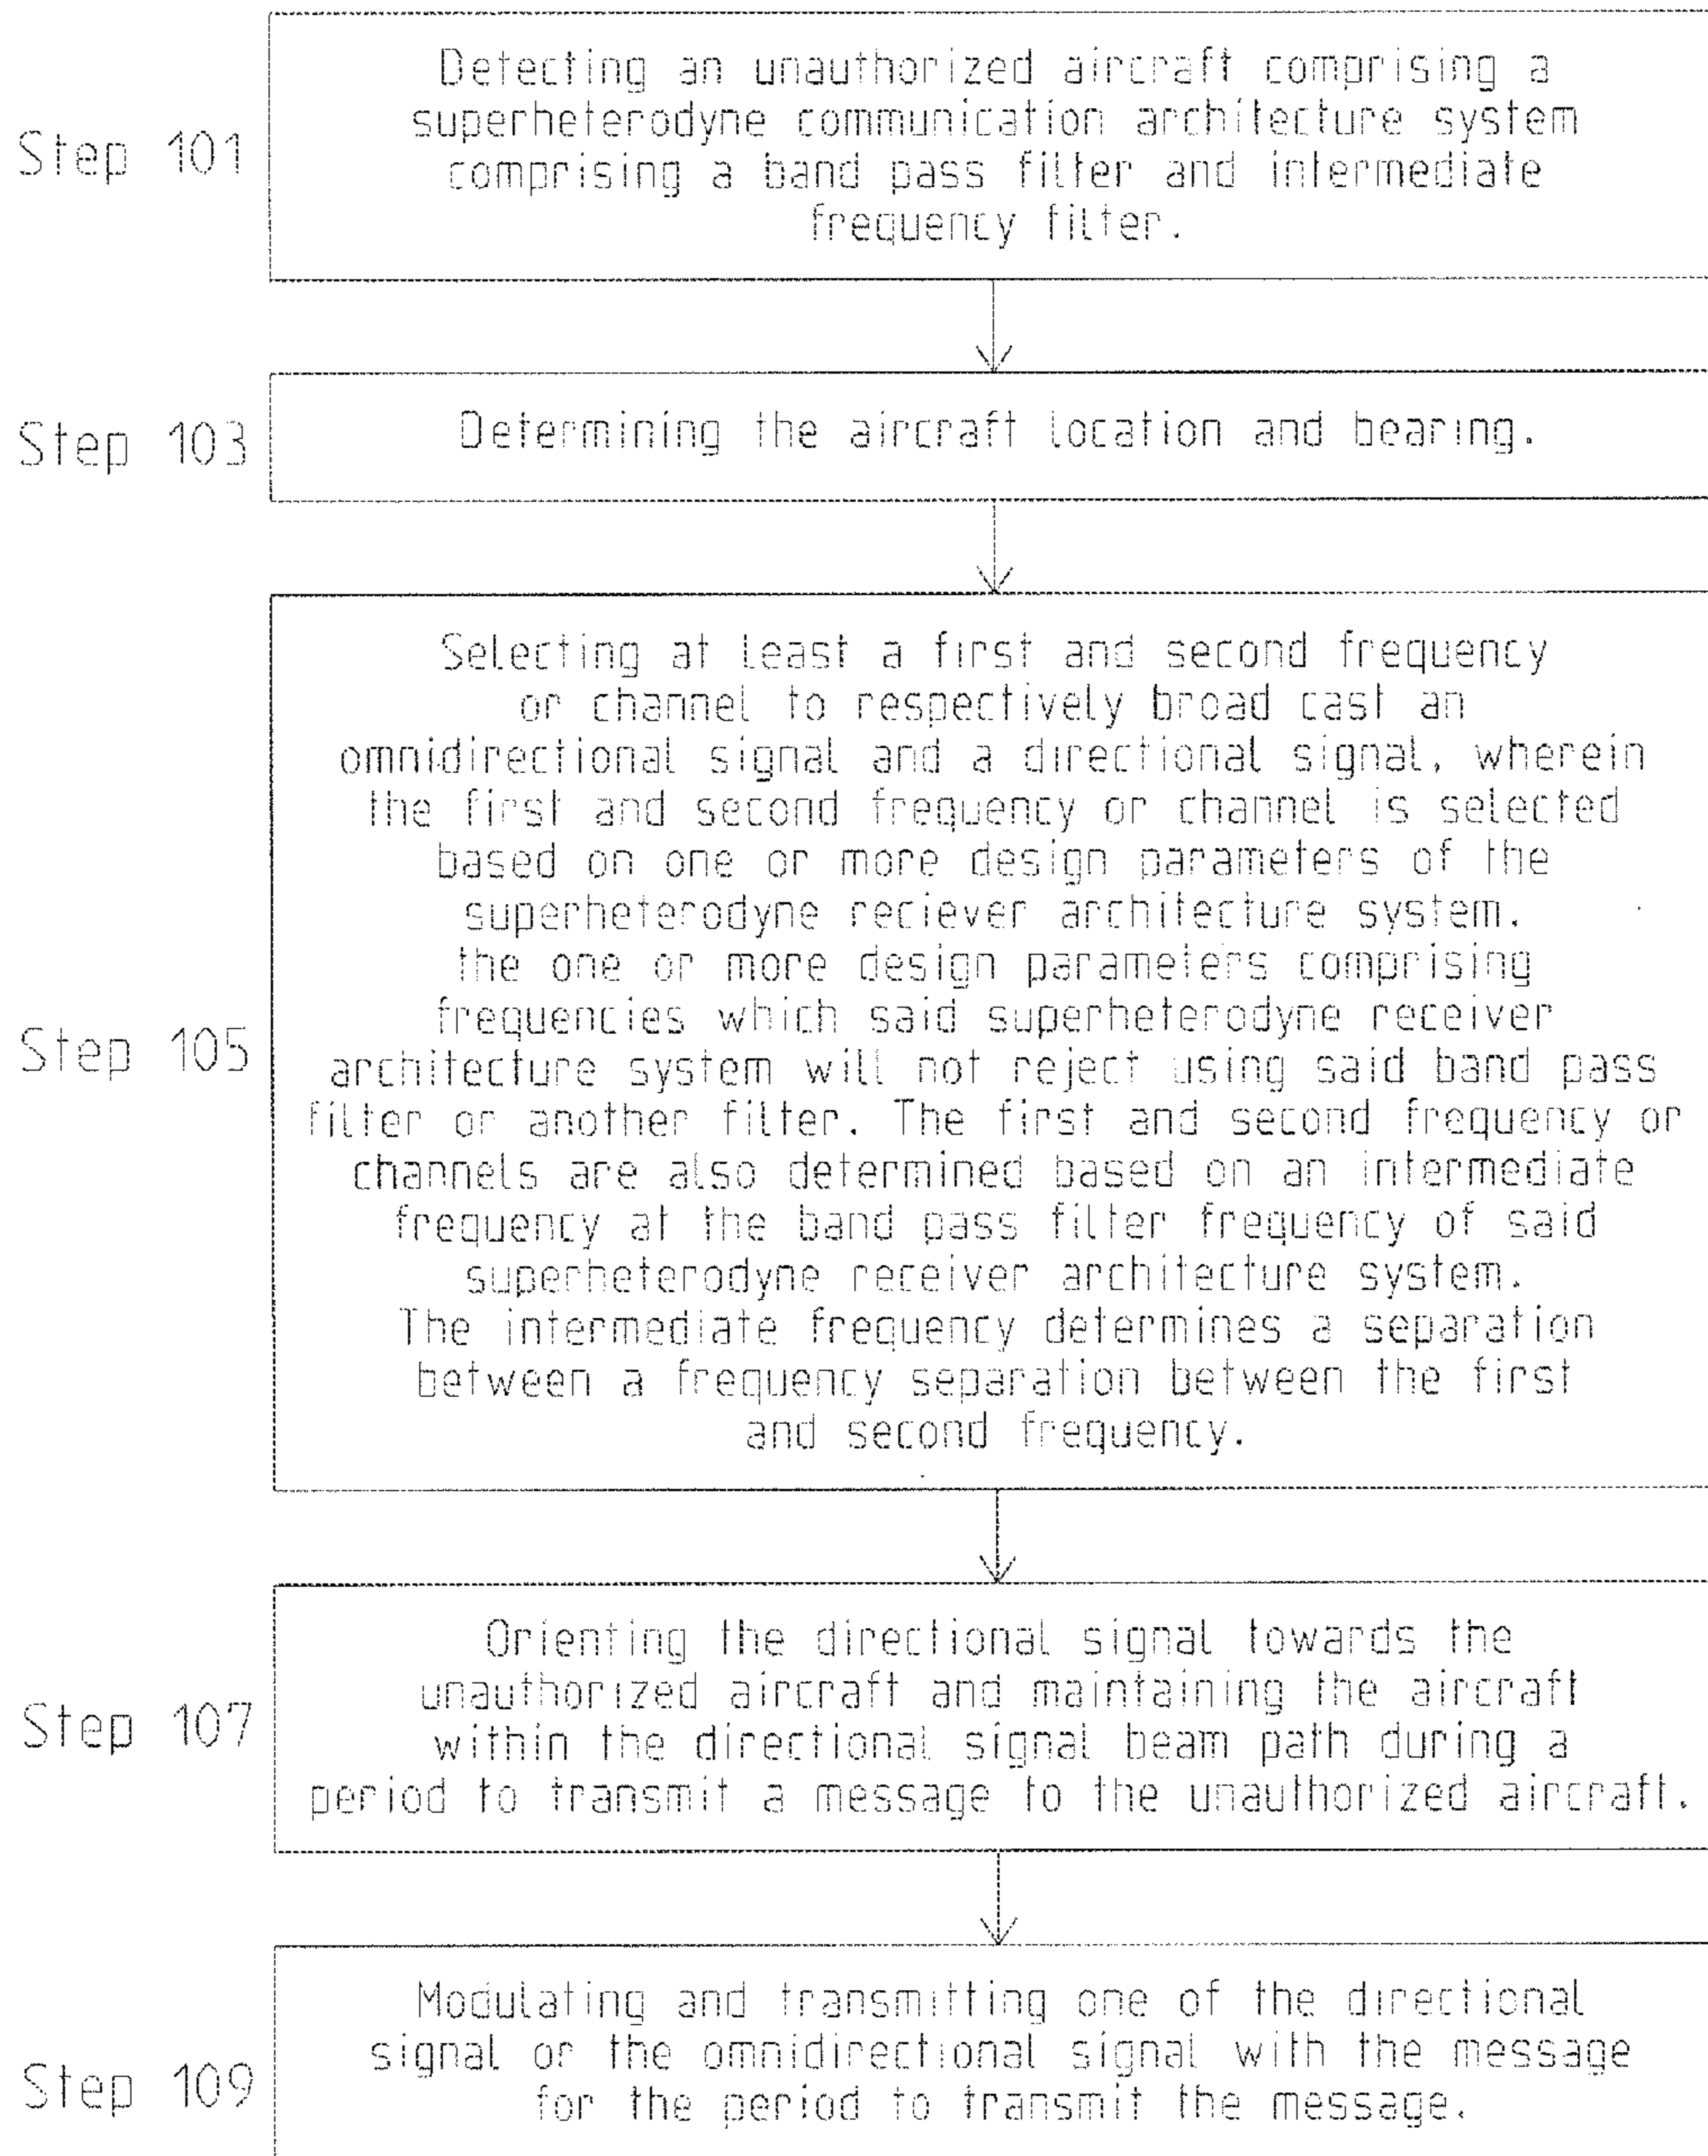 Detecting an unauthorized aircraft comprising a
superheterodyne communication architecture system
Step 101
comprising a band pass filter and intermediate
frequency filter.
Step 103
Determining the aircraft location and bearing.
Selecting at least a first and second frequency
or channel to respectively broad cast an
omnidirectional signal and a directional signal, wherein
the first and second frequency or channel is selected
based on one or more design parameters of the
superheterodyne reciever architecture system.
the one or more design parameters comprising
frequencies which said superheterodyne receiver
Step 105
architecture system will not reject using said band pass
filter or another filter. The first and second frequency or
channels are also determined based on an intermediate
frequency at the band pass filter frequency of said
superheterodyne receiver architecture system.
The intermediate frequency determines a separation
between a frequency separation between the first
and second frequency.
Orienting the directional signal towards the
unauthorized aircraft and maintaining the aircraft
Step 107
within the directional signal beam path during a
period to transmit a message to the unauthorized aircraft.
Modulating and transmitting one of the directional
signal or the omnidirectional signal with the message
Step 109
for the period to transmit the message.